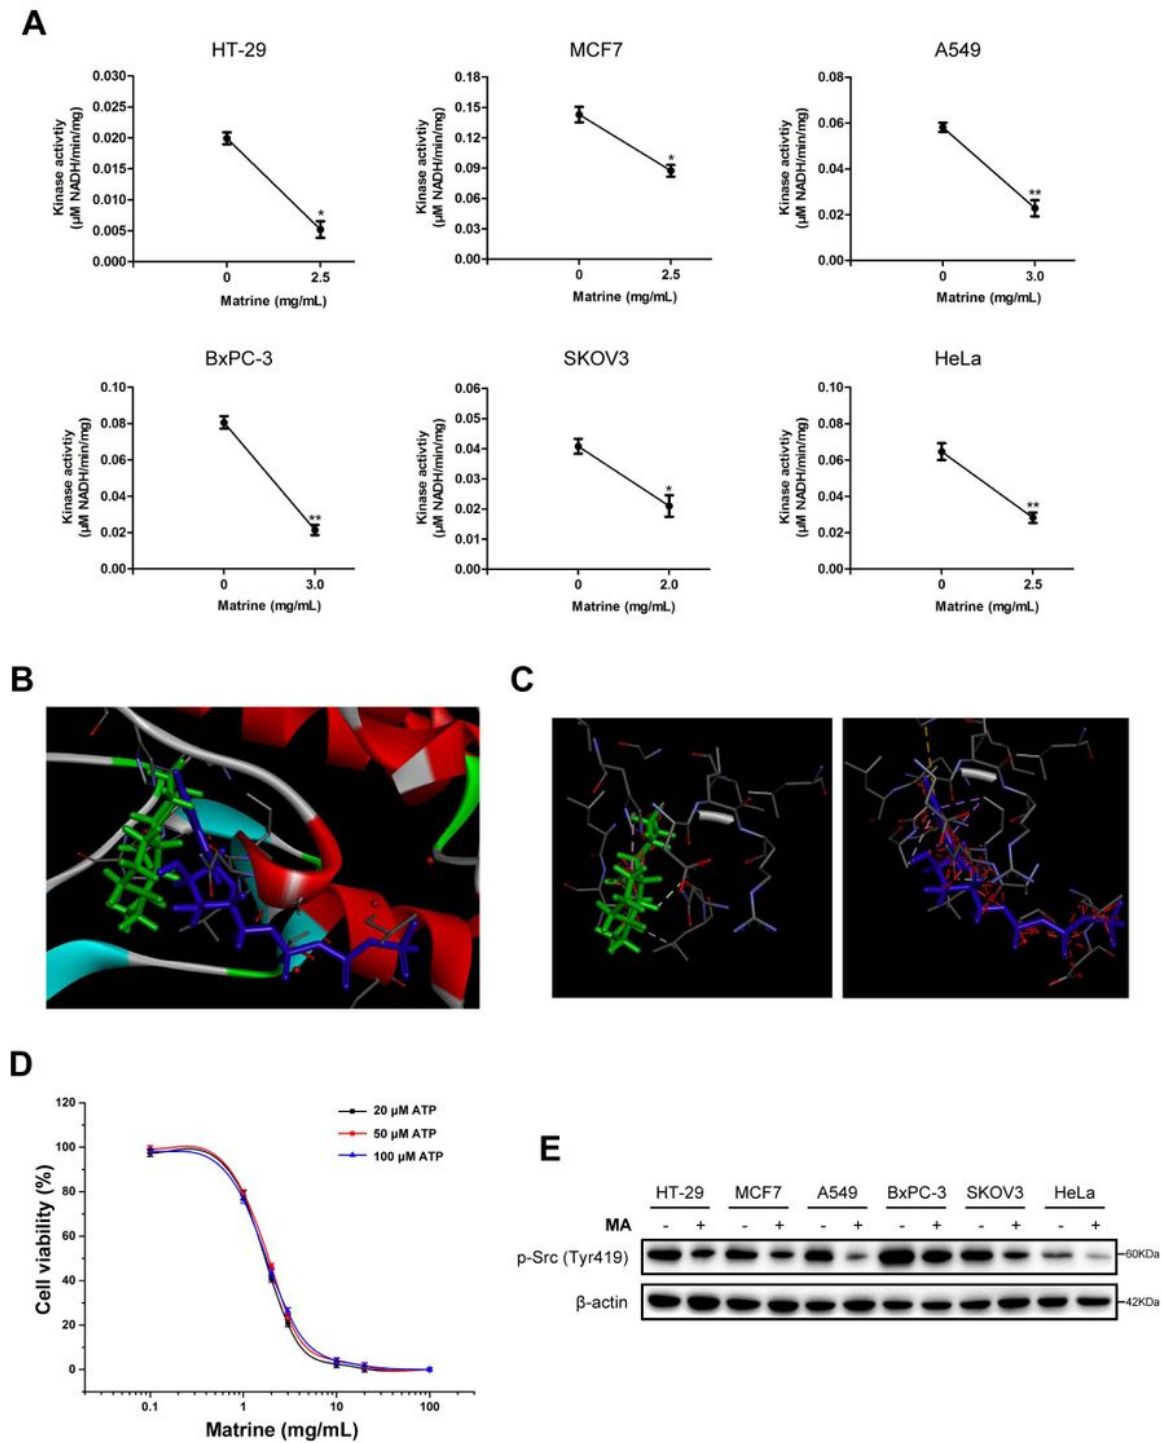 A
HT-29
Kinase activtiy
(µM NADH/min/mg)
0.030
0.025
0.020
0.015
0.010
0.005
0.000
*
0 2.5
Matrine (mg/mL)
MCF7
Kinase activtiy
(µM NADH/min/mg)
0.18
0.15
0.12
0.09
0.06
0.03
0.00
*
0 2.5
Matrine (mg/mL)
A549
Kinase activtiy
(µM NADH/min/mg)
0.08
0.06
0.04
0.02
0.00
**
0 3.0
Matrine (mg/mL)
BxPC-3
Kinase activtiy
(µM NADH/min/mg)
0.10
0.08
0.06
0.04
0.02
0.00
**
0 3.0
Matrine (mg/mL)
SKOV3
Kinase activtiy
(µM NADH/min/mg)
0.06
0.05
0.04
0.03
0.02
0.01
0.00
*
0 2.0
Matrine (mg/mL)
HeLa
Kinase activtiy
(µM NADH/min/mg)
0.10
0.08
0.06
0.04
0.02
0.00
**
0 2.5
Matrine (mg/mL)
B
C
D
Cell viability (%)
120
100
80
60
40
20
0
20 µM ATP
50 µM ATP
100 µM ATP
0.1 1 10 100
Matrine (mg/mL)
E
HT-29 MCF7 A549 BxPC-3 SKOV3 HeLa
MA - + - + - + - + - + - +
p-Src (Tyr419) 60KDa
β-actin 42KDa